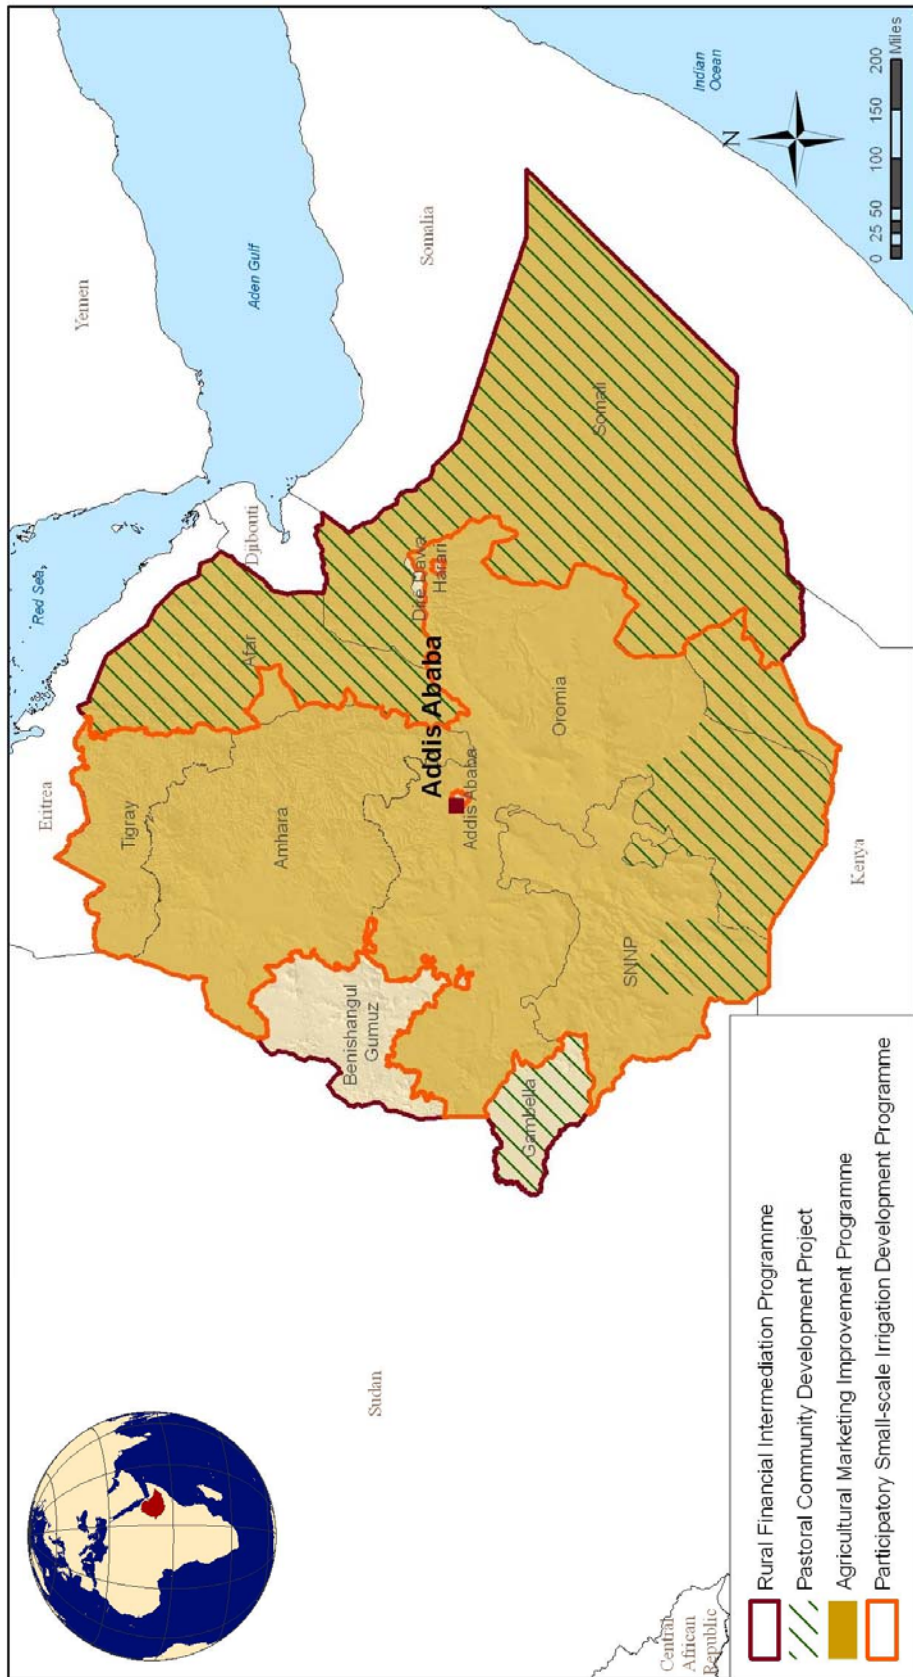 Red Sea
Yemen
Eritrea
Djibouti
Aden Gulf
Tigray
Afar
Amhara
Benishangul
Gumuz
Dire Dawa
Harari
Addis Ababa
Addis Ababa
Somalia
Sudan
Oromia
Somali
Gambella
SNNP
Kenya
Indian
Ocean
Central
African
Republic
N
0 25 50 100 150 200
Miles
Rural Financial Intermediation Programme
Pastoral Community Development Project
Agricultural Marketing Improvement Programme
Participatory Small-scale Irrigation Development Programme